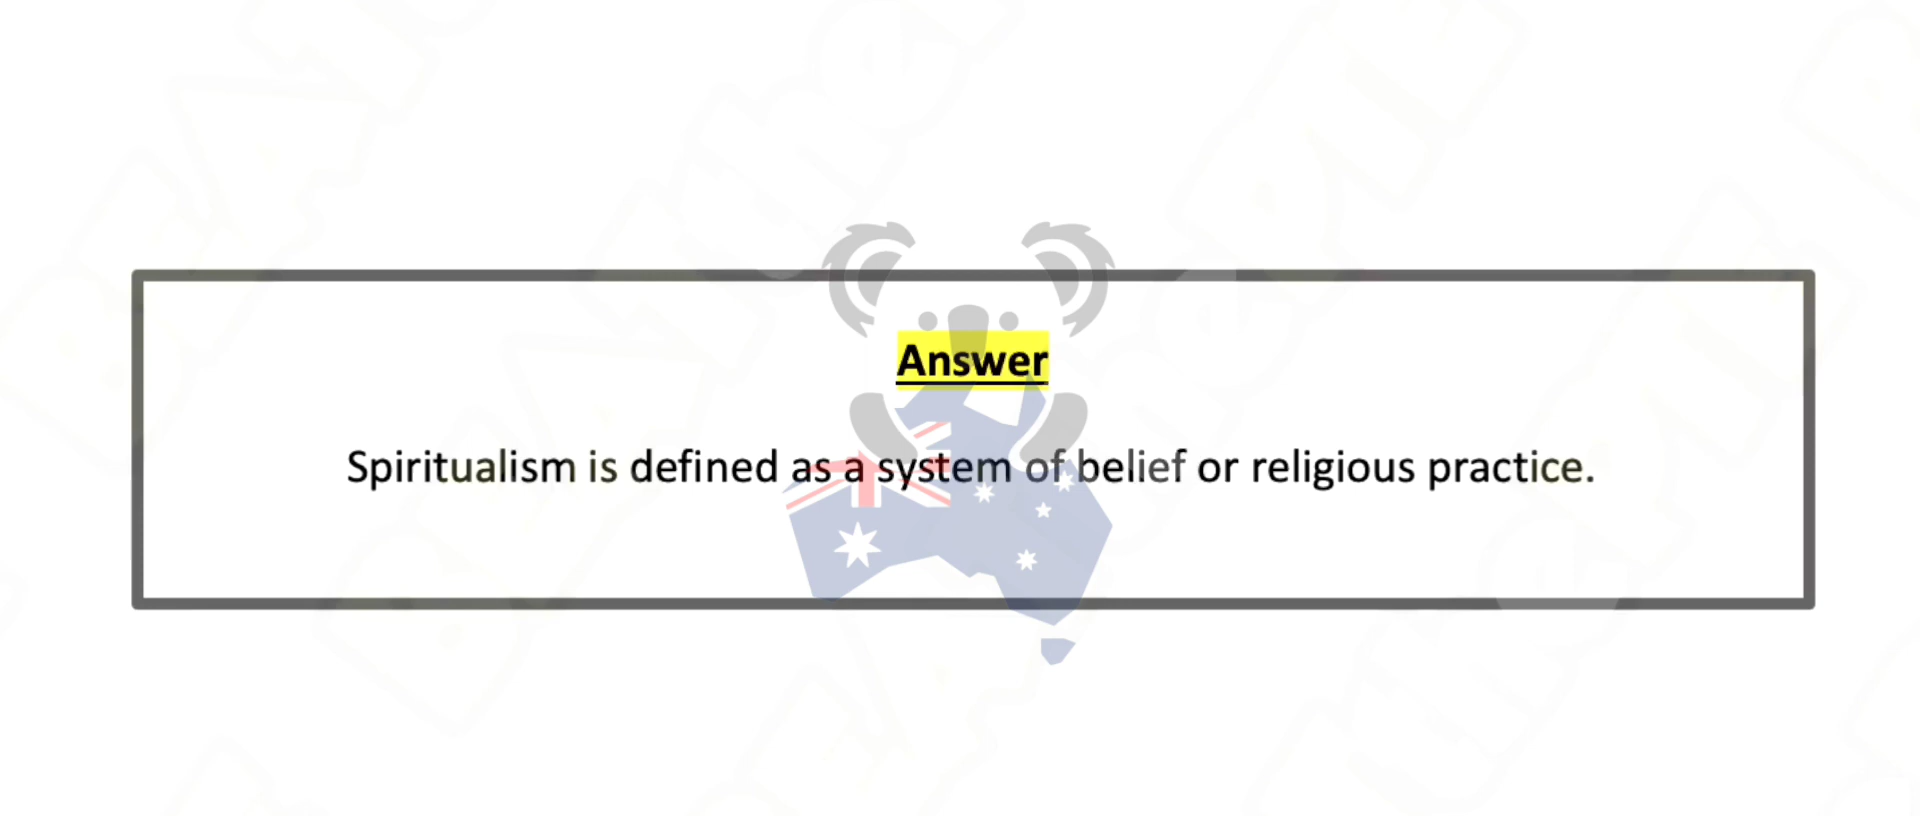 Answer
Spiritualism is defined as a system of belief or religious practice.